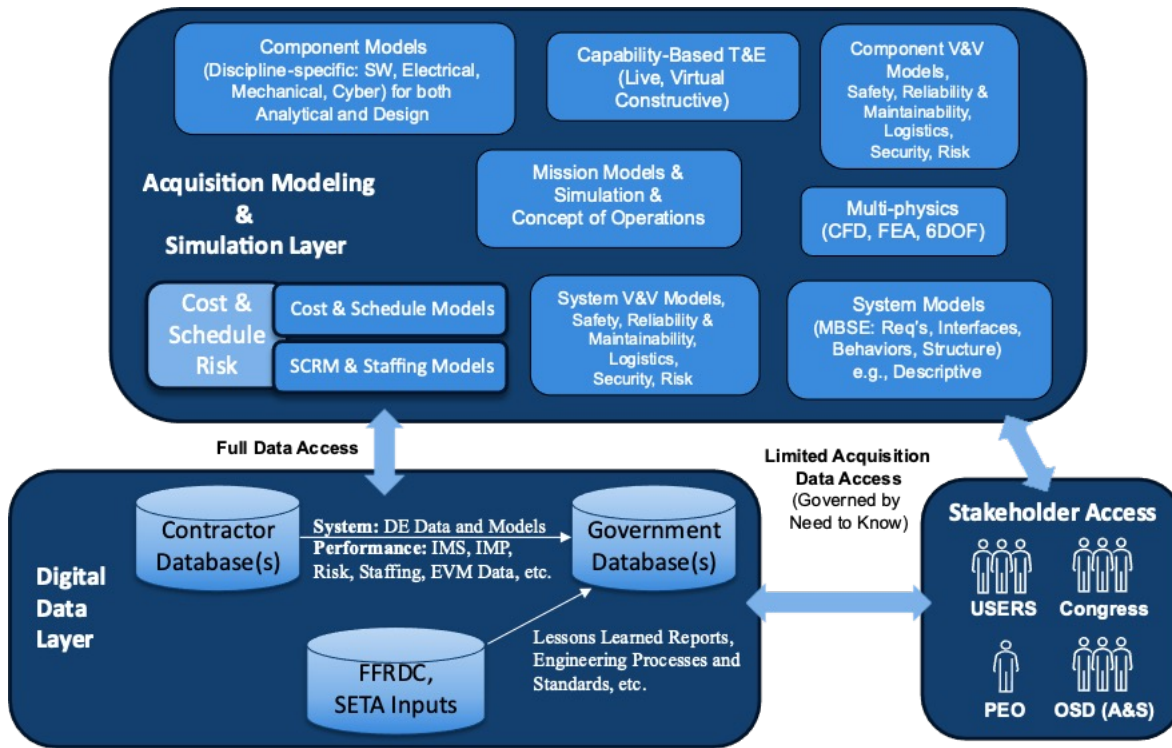 Component Models
(Discipline-specific: SW, Electrical,
Mechanical, Cyber) for both
Analytical and Design
Capability-Based T&E
(Live, Virtual
Constructive)
Component V&V
Models,
Safety, Reliability &
Maintainability,
Logistics,
Security, Risk
Acquisition Modeling
&
Simulation Layer
Mission Models &
Simulation &
Concept of Operations
Multi-physics
(CFD, FEA, 6DOF)
Cost &
Schedule
Risk
Cost & Schedule Models
SCRM & Staffing Models
System V&V Models,
Safety, Reliability &
Maintainability,
Logistics,
Security, Risk
System Models
(MBSE: Req's, Interfaces,
Behaviors, Structure)
e.g., Descriptive
Full Data Access
Limited Acquisition
Data Access
(Governed by
Need to Know)
Digital
Data
Layer
Contractor
Database(s)
System: DE Data and Models
Performance: IMS, IMP,
Risk, Staffing, EVM Data, etc.
Government
Database(s)
FFRDC,
SETA Inputs
Lessons Learned Reports,
Engineering Processes and
Standards, etc.
Stakeholder Access
USERS
Congress
PEO
OSD (A&S)